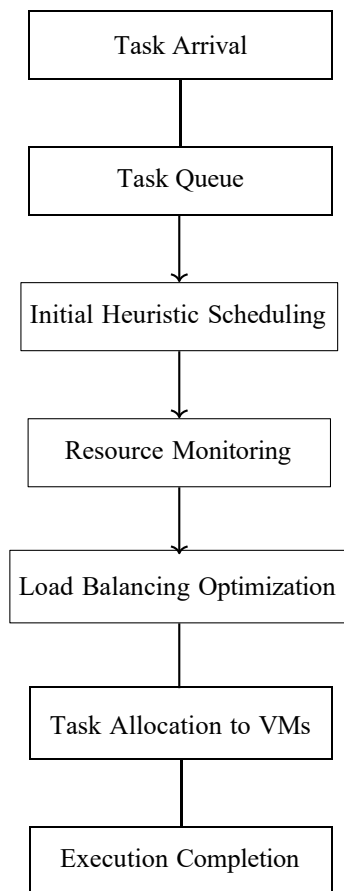 Task Arrival
Task Queue
Initial Heuristic Scheduling
Resource Monitoring
Load Balancing Optimization
Task Allocation to VMs
Execution Completion